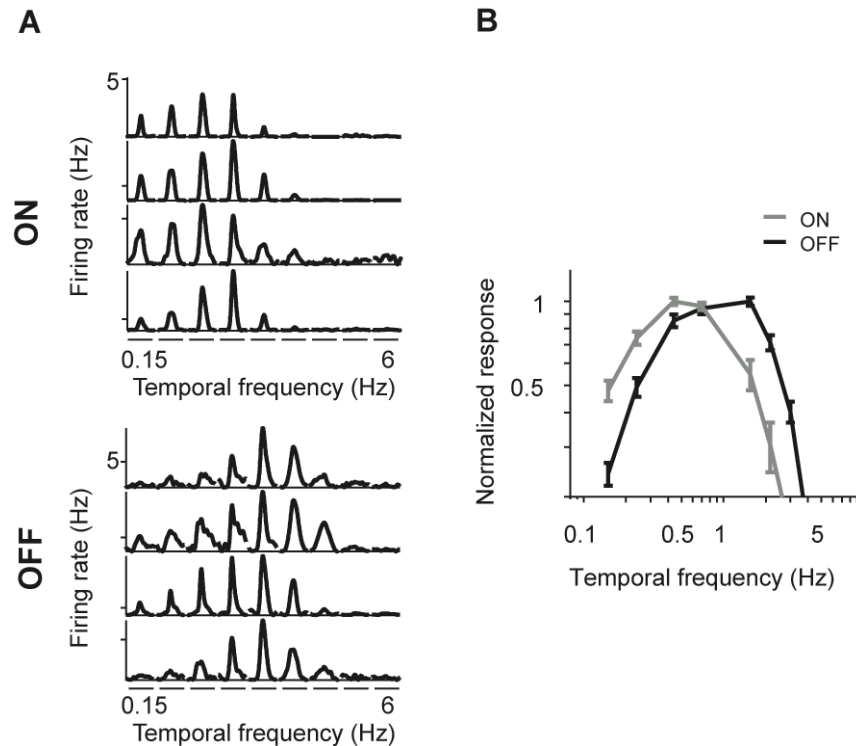 A
ON
Firing rate (Hz)
5
0.15 6
Temporal frequency (Hz)
OFF
Firing rate (Hz)
5
0.15 6
Temporal frequency (Hz)
B
ON
OFF
Normalized response
1
0.5
0.1 0.5 1 5
Temporal frequency (Hz)